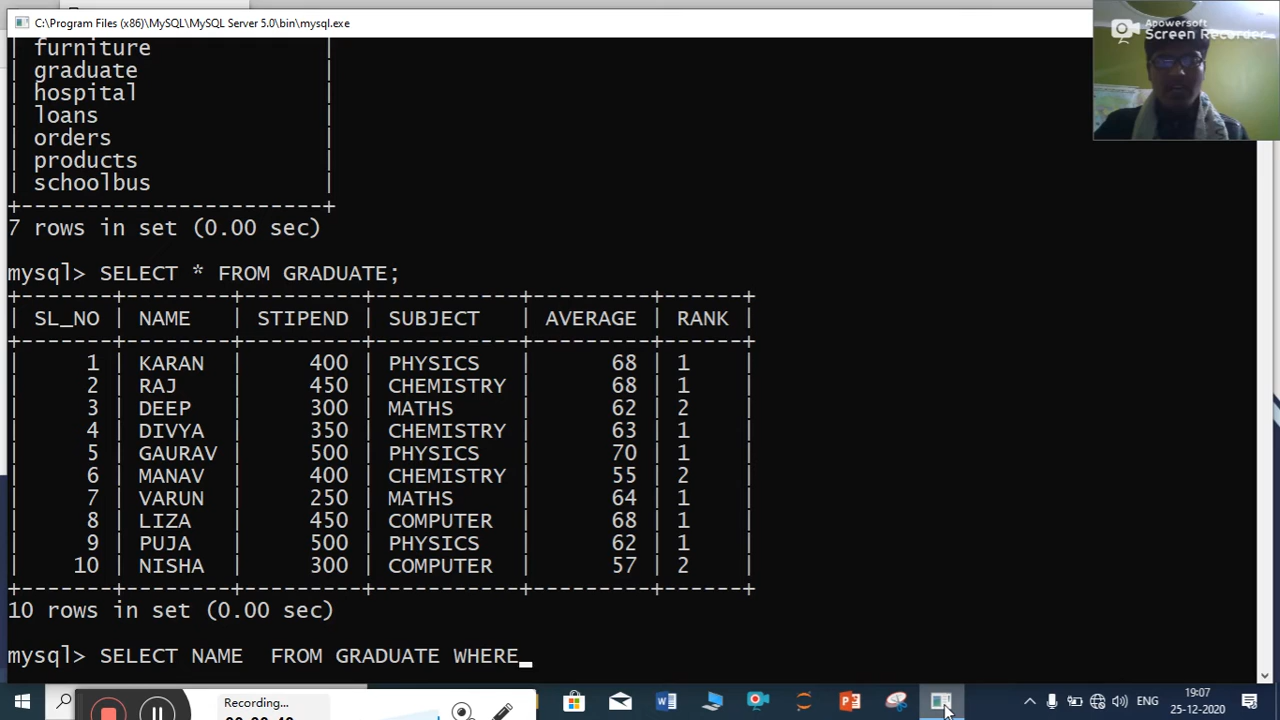 C:\Program Files (x86)\MySQL\MySQL Server 5.0\bin\mysql.exe
Apowersoft
Screen Recorder
| furniture |
| graduate |
| hospital |
| loans |
| orders |
| products |
| schoolbus |
+-----------------------+
7 rows in set (0.00 sec)
mysql> SELECT * FROM GRADUATE;
+-------+--------+---------+-----------+---------+------+
| SL_NO | NAME | STIPEND | SUBJECT | AVERAGE | RANK |
+-------+--------+---------+-----------+---------+------+
| 1 | KARAN | 400 | PHYSICS | 68 | 1 |
| 2 | RAJ | 450 | CHEMISTRY | 68 | 1 |
| 3 | DEEP | 300 | MATHS | 62 | 2 |
| 4 | DIVYA | 350 | CHEMISTRY | 63 | 1 |
| 5 | GAURAV | 500 | PHYSICS | 70 | 1 |
| 6 | MANAV | 400 | CHEMISTRY | 55 | 2 |
| 7 | VARUN | 250 | MATHS | 64 | 1 |
| 8 | LIZA | 450 | COMPUTER | 68 | 1 |
| 9 | PUJA | 500 | PHYSICS | 62 | 1 |
| 10 | NISHA | 300 | COMPUTER | 57 | 2 |
+-------+--------+---------+-----------+---------+------+
10 rows in set (0.00 sec)
mysql> SELECT NAME  FROM GRADUATE WHERE_
Recording...
ENG
19:07
25-12-2020